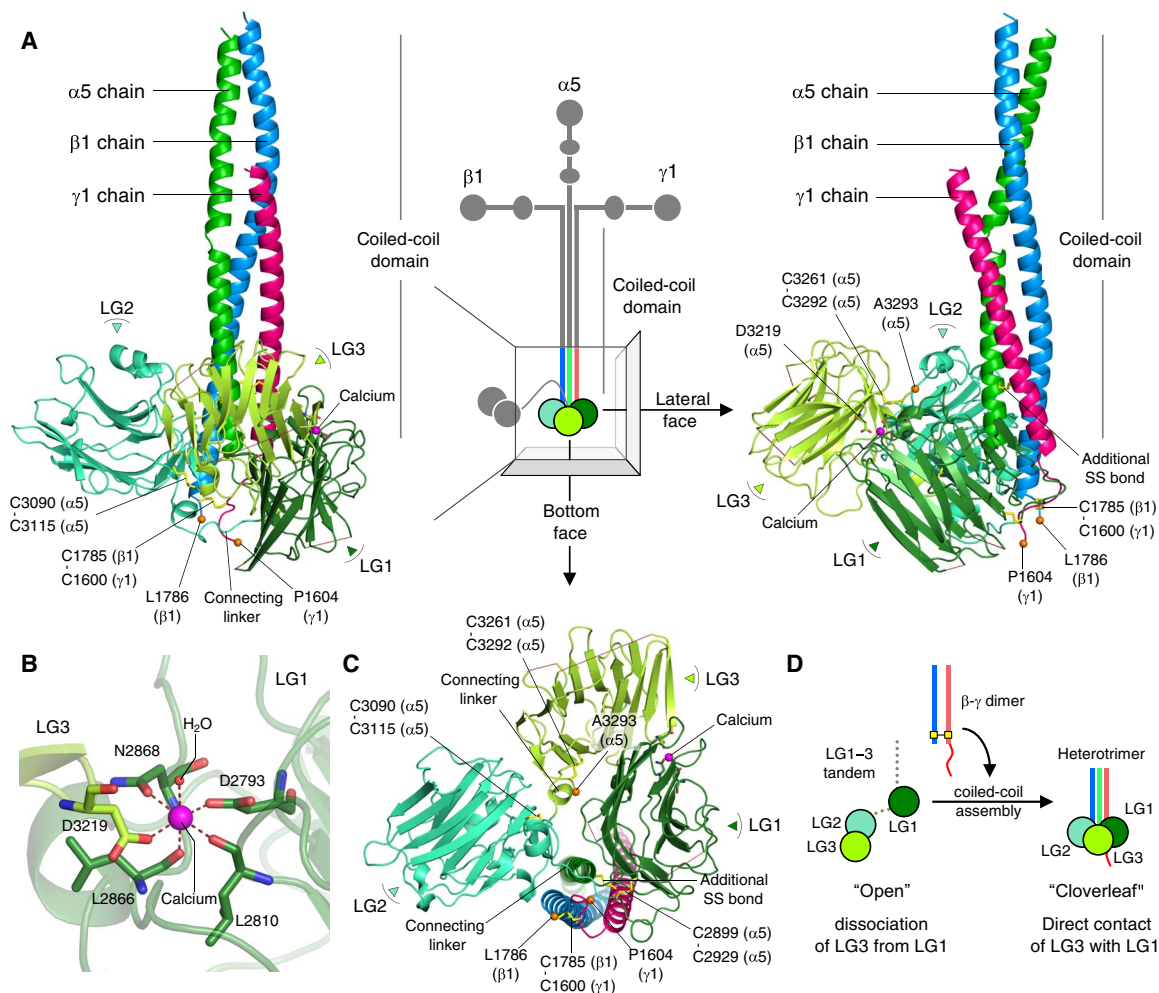 A
α5 chain
β1 chain
γ1 chain
Coiled-coil
domain
LG2
LG3
Calcium
C3090 (α5)
C3115 (α5)
C1785 (β1)
C1600 (γ1)
L1786
(β1)
Connecting
linker
P1604
(γ1)
LG1
α5
β1
γ1
Coiled-coil
domain
Lateral
face
Bottom
face
α5 chain
β1 chain
γ1 chain
Coiled-coil
domain
C3261 (α5)
C3292 (α5)
A3293
(α5)
LG2
D3219
(α5)
LG3
Calcium
LG1
Additional
SS bond
C1785 (β1)
C1600 (γ1)
L1786
(β1)
P1604
(γ1)
B
LG1
LG3
H2O
N2868
D2793
D3219
L2866
Calcium
L2810
C
C3261 (α5)
C3292 (α5)
Connecting
linker
C3090 (α5)
C3115 (α5)
A3293
(α5)
LG3
Calcium
LG1
LG2
Connecting
linker
Additional
SS bond
L1786
(β1)
C1785 (β1)
C1600 (γ1)
P1604
(γ1)
C2899 (α5)
C2929 (α5)
D
β-γ dimer
LG1–3
tandem
LG2
LG3
LG1
coiled-coil
assembly
Heterotrimer
LG1
LG2
LG3
“Open”
dissociation
of LG3 from LG1
“Cloverleaf"
Direct contact
of LG3 with LG1